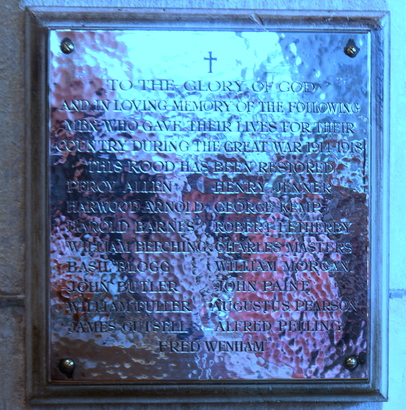 TO THE GLORY OF GOD
AND IN LOVING MEMORY OF THE FOLLOWING
MEN WHO GAVE THEIR LIVES FOR THEIR
COUNTRY DURING THE GREAT WAR 1914-1918
THIS ROOD HAS BEEN RESTORED
PERCY ALLEN HENRY JENNER
HARWOOD ARNOLD GEORGE KEMP
HAROLD BARNES ROBERT LETHERBY
WILLIAM BEECHING CHARLES MASTERS
BASIL BLOGG WILLIAM MORGAN
JOHN BUTLER JOHN PAINE
WILLIAM FULLER AUGUSTUS PEARSON
JAMES GUTSELL ALFRED PERLING
FRED WENHAM